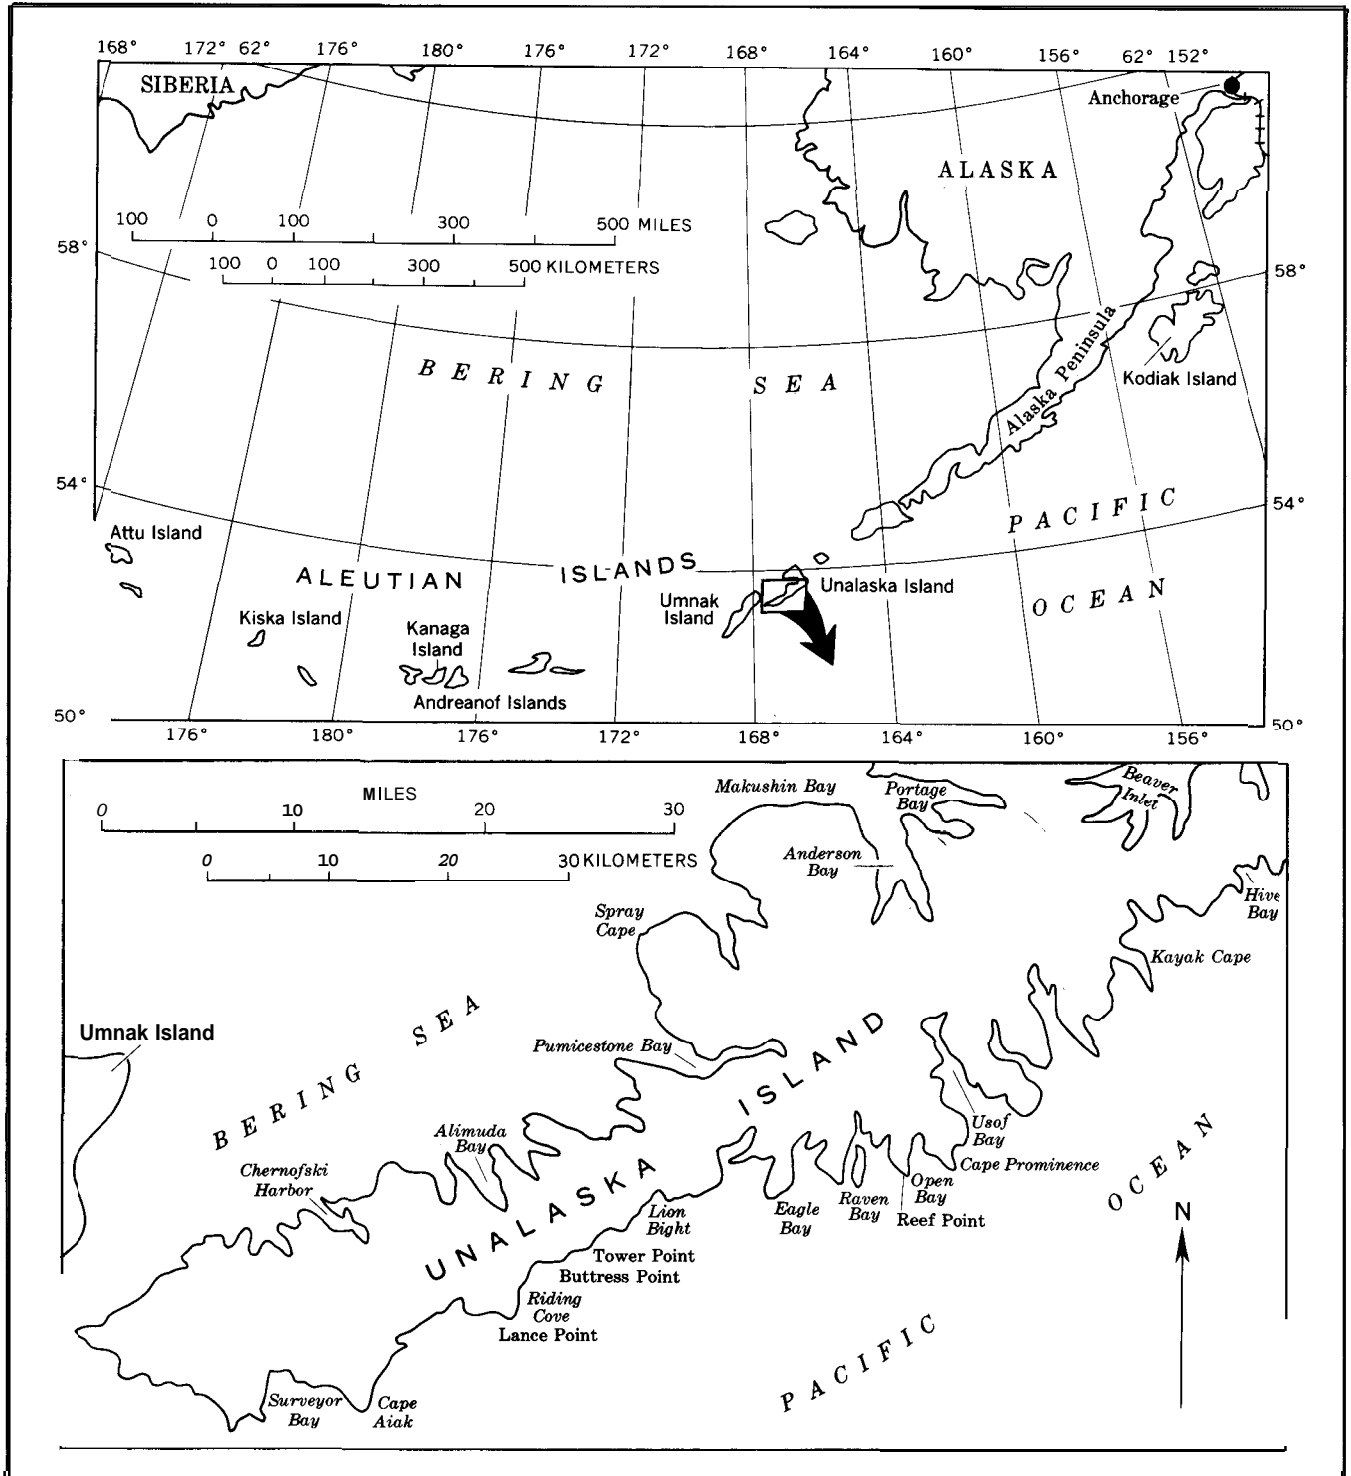 168° 172° 62° 176° 180° 176° 172° 168° 164° 160° 156° 62° 152°
SIBERIA
Anchorage
ALASKA
100 0 100 300 500 MILES
58°
100 0 100 300 500 KILOMETERS
58°
Alaska Peninsula
BERING SEA
Kodiak Island
54°
54°
PACIFIC
OCEAN
Attu Island
ALEUTIAN ISLANDS
Unalaska Island
Umnak
Island
Kiska Island
Kanaga
Island
Andreanof Islands
50°
50°
176° 180° 176° 172° 168° 164° 160° 156°
MILES
0 10 20 30
0 10 20 30 KILOMETERS
Makushin Bay
Portage
Bay
Beaver
Inlet
Anderson
Bay
Hive
Bay
Spray
Cape
Kayak Cape
BERING SEA
Umnak Island
Pumicestone Bay
UNALASKA ISLAND
Usof
Bay
Alimuda
Bay
Cape Prominence
Chernofski
Harbor
Open
Bay
Raven
Bay
Reef Point
Eagle
Bay
Lion
Bight
Tower Point
Buttress Point
Riding
Cove
Lance Point
PACIFIC OCEAN
N
Surveyor
Bay
Cape
Aiak